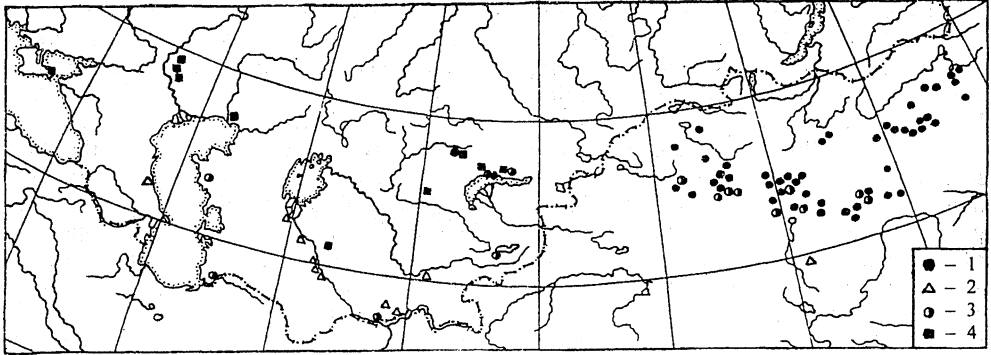 ● – 1
△ – 2
◑ – 3
■ – 4